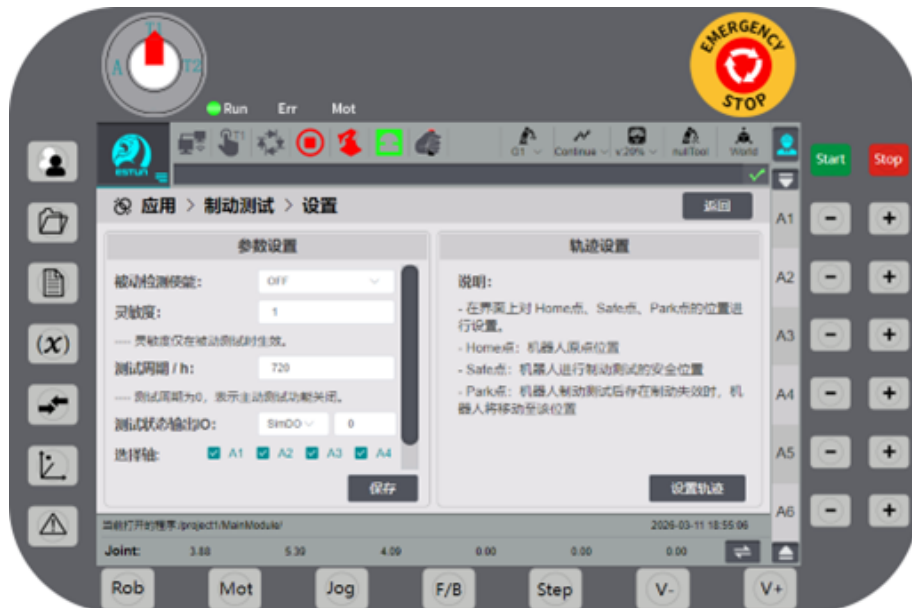 EMERGENCY
STOP
T1
A
T2
Run Err Mot
ESTUN
T1
G1 Continue v:20% nullTool World
Start Stop
应用 > 制动测试 > 设置
返回
A1
参数设置
轨迹设置
被动检测使能: OFF
说明:
A2
灵敏度: 1
- 在界面上对 Home点、Safe点、Park点的位置进
行设置。
---- 灵敏度仅在被动测试时生效。
- Home点: 机器人原点位置
A3
测试周期 / h: 720
- Safe点: 机器人进行制动测试的安全位置
---- 测试周期为0,表示主动测试功能关闭。
- Park点: 机器人制动测试后存在制动失效时,机
器人将移动至该位置
A4
测试状态输出IO: SimDO 0
选择轴: A1 A2 A3 A4
A5
保存
设置轨迹
A6
当前打开的程序:/project1/MainModule/
2026-03-11 18:55:06
Joint: 3.88 5.39 4.09 0.00 0.00 0.00
(x)
Rob Mot Jog F/B Step V- V+